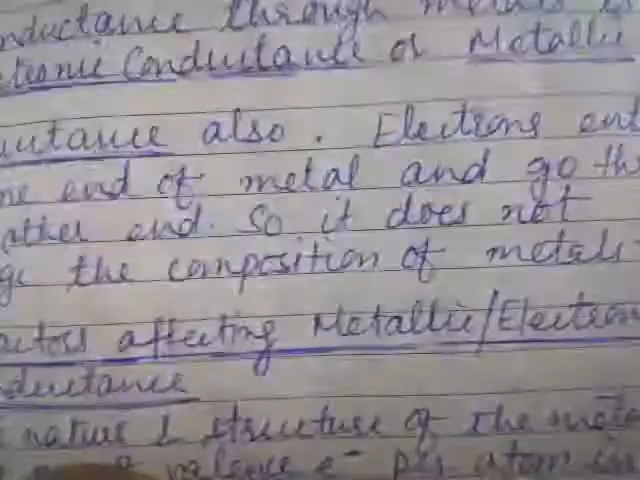 nductance through metals
tronic Conductance or Metallic
uctance also. Electrons ent
ne end of metal and go th
other end. So it does not
ge the composition of metals
actors affecting Metallic/Electron
ductance
nature & structure of the meta
valence e⁻ per atom